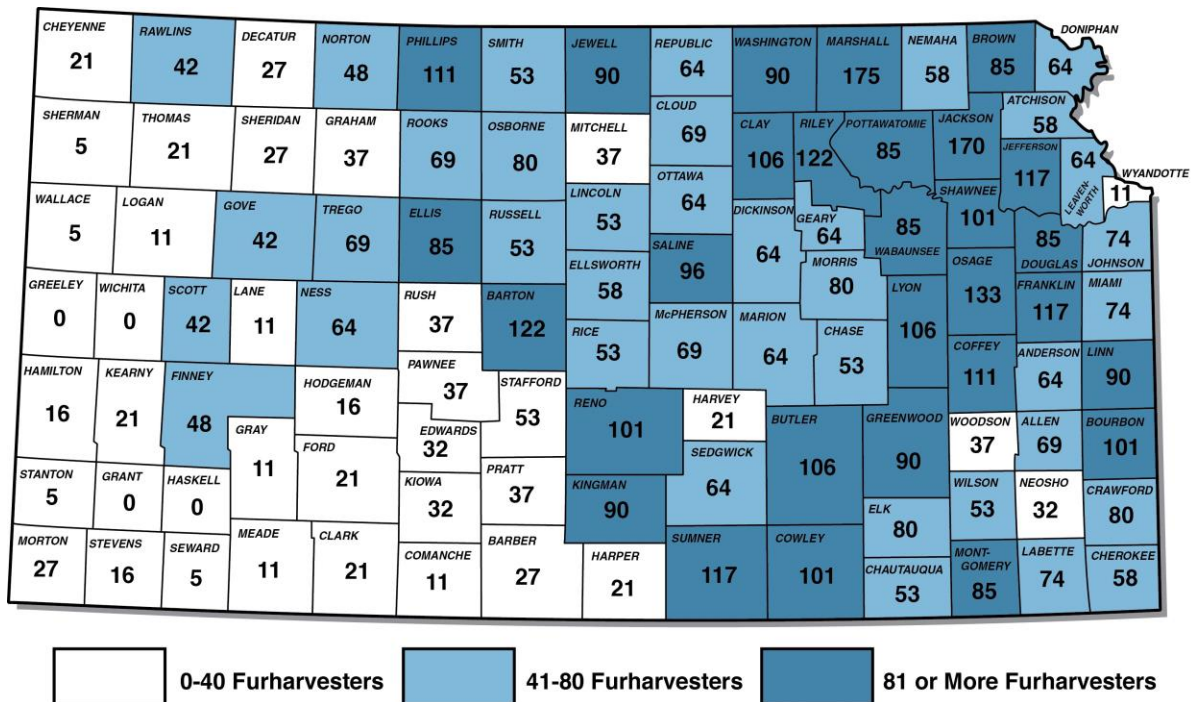 CHEYENNE
21
RAWLINS
42
DECATUR
27
NORTON
48
PHILLIPS
111
SMITH
53
JEWELL
90
REPUBLIC
64
WASHINGTON
90
MARSHALL
175
NEMAHA
58
BROWN
85
DONIPHAN
64
SHERMAN
5
THOMAS
21
SHERIDAN
27
GRAHAM
37
ROOKS
69
OSBORNE
80
MITCHELL
37
CLOUD
69
CLAY
106
RILEY
122
POTTAWATOMIE
85
JACKSON
170
ATCHISON
58
JEFFERSON
117
LEAVEN-
WORTH
64
WYANDOTTE
11
WALLACE
5
LOGAN
11
GOVE
42
TREGO
69
ELLIS
85
RUSSELL
53
LINCOLN
53
OTTAWA
64
DICKINSON
64
GEARY
64
WABAUNSEE
85
SHAWNEE
101
DOUGLAS
85
JOHNSON
74
GREELEY
0
WICHITA
0
SCOTT
42
LANE
11
NESS
64
RUSH
37
BARTON
122
ELLSWORTH
58
SALINE
96
MORRIS
80
LYON
106
OSAGE
133
FRANKLIN
117
MIAMI
74
HAMILTON
16
KEARNY
21
FINNEY
48
HODGEMAN
16
PAWNEE
37
STAFFORD
53
RICE
53
McPHERSON
69
MARION
64
CHASE
53
COFFEY
111
ANDERSON
64
LINN
90
GRAY
11
FORD
21
EDWARDS
32
RENO
101
HARVEY
21
BUTLER
106
GREENWOOD
90
WOODSON
37
ALLEN
69
BOURBON
101
STANTON
5
GRANT
0
HASKELL
0
KIOWA
32
PRATT
37
KINGMAN
90
SEDGWICK
64
ELK
80
WILSON
53
NEOSHO
32
CRAWFORD
80
MORTON
27
STEVENS
16
SEWARD
5
MEADE
11
CLARK
21
COMANCHE
11
BARBER
27
HARPER
21
SUMNER
117
COWLEY
101
CHAUTAUQUA
53
MONT-
GOMERY
85
LABETTE
74
CHEROKEE
58
0-40 Furharvesters
41-80 Furharvesters
81 or More Furharvesters